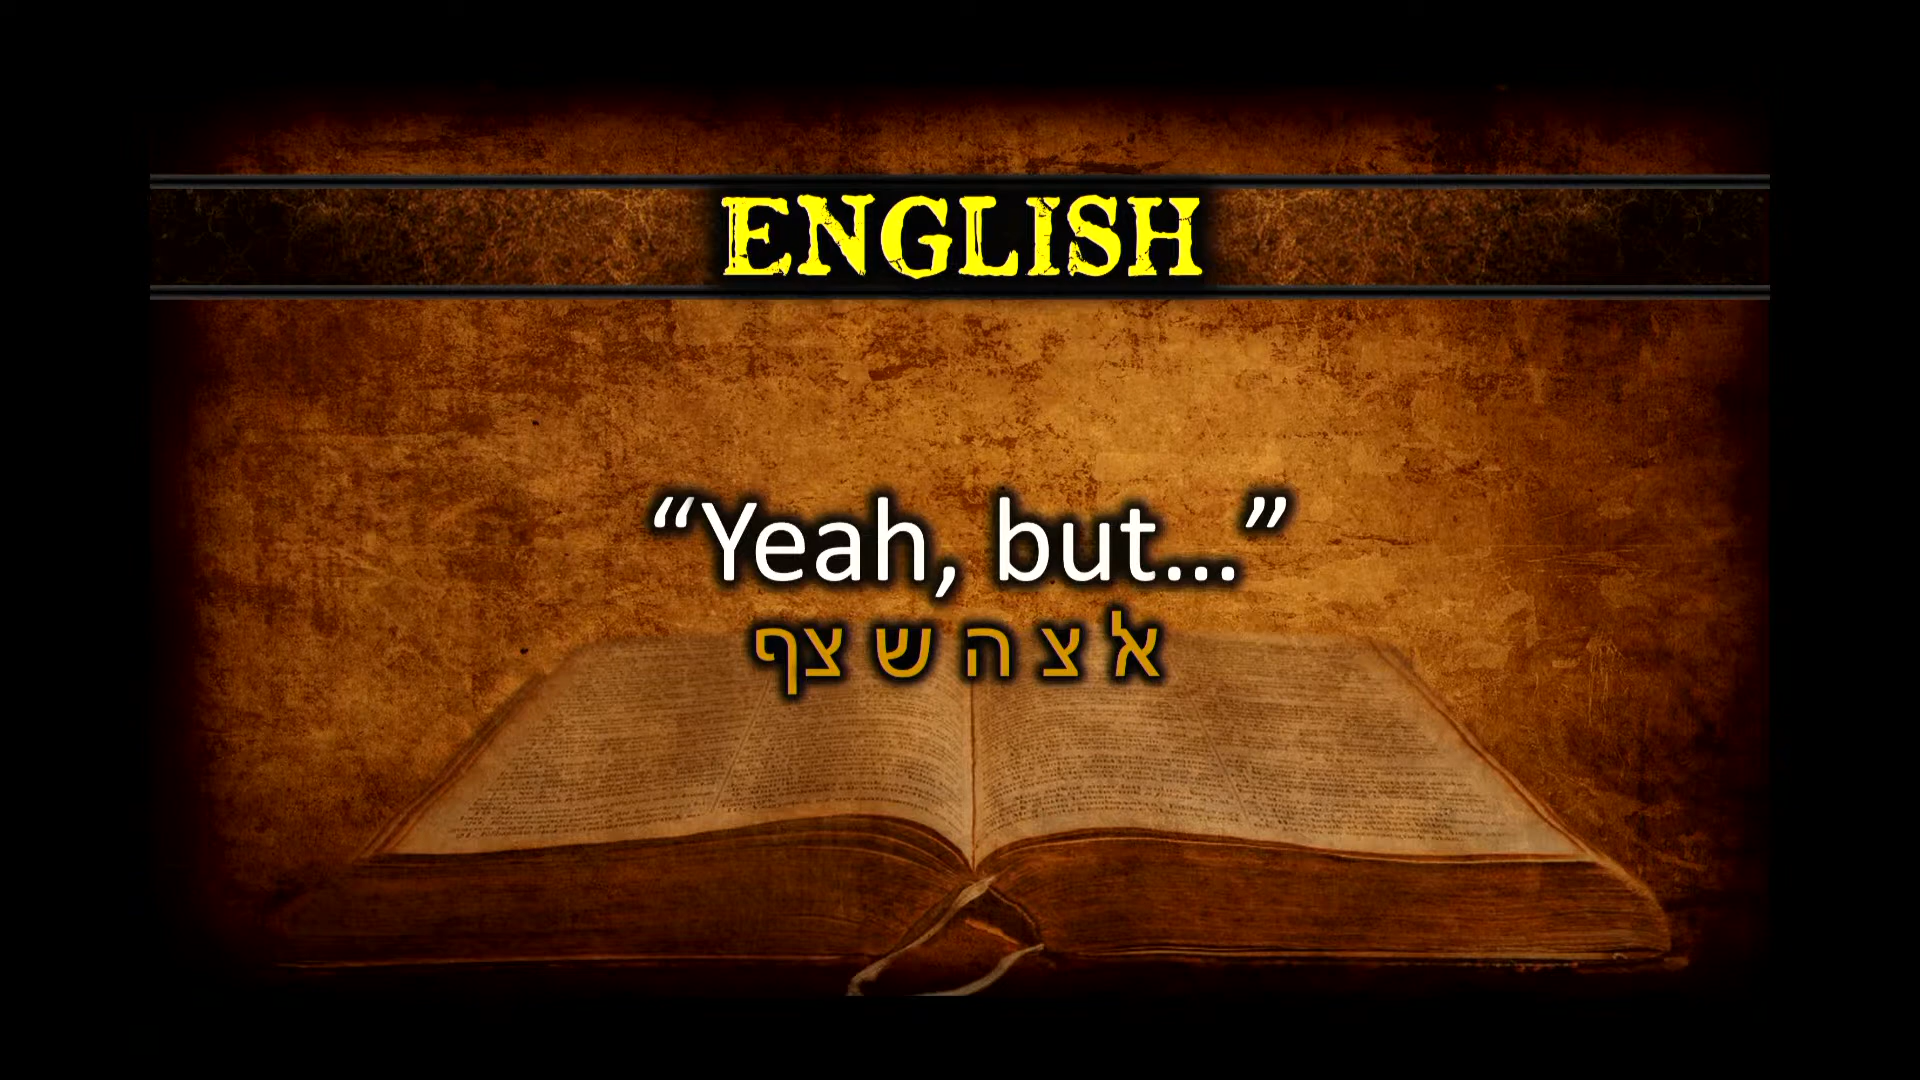 ENGLISH
“Yeah, but...”
א צ ה ש צף